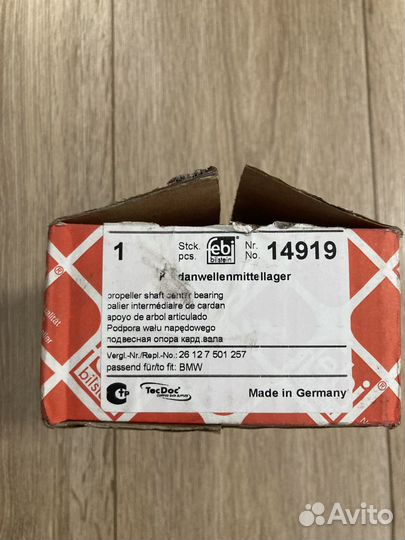 1 Stck. pcs. febi bilstein Nr. No. 14919
propeller shaft centre bearing
palier intermédiaire de cardan
apoyo de arbol articulado
Podpora wału napędowego
подвесная опора кард.вала
Vergl.-Nr./Repl.-No.: 26 12 7 501 257
passend für/to fit: BMW
TecDoc
Made in Germany
bilstein
Avito